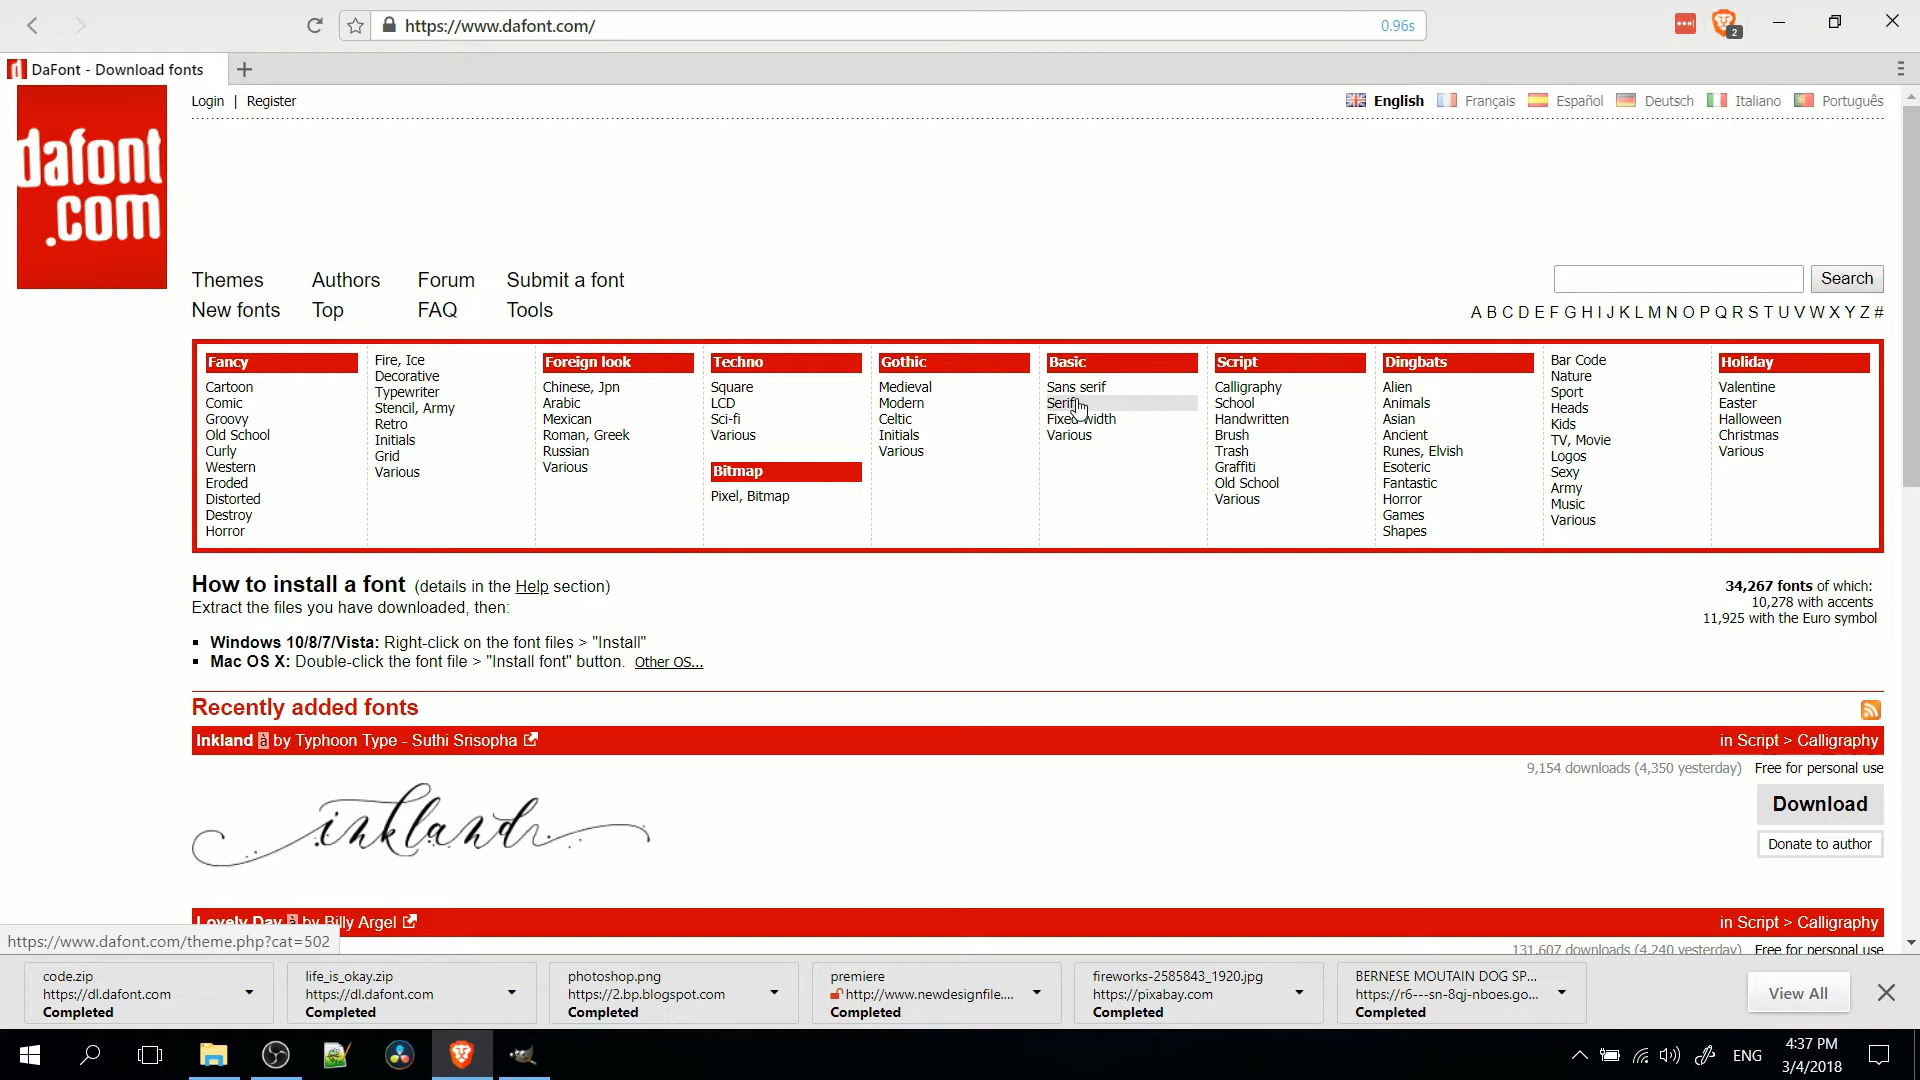 https://www.dafont.com/
0.96s
2
DaFont - Download fonts
dafont
.com
Login | Register
English Français Español Deutsch Italiano Português
Themes Authors Forum Submit a font
New fonts Top FAQ Tools
Search
A B C D E F G H I J K L M N O P Q R S T U V W X Y Z #
Fancy
Cartoon
Comic
Groovy
Old School
Curly
Western
Eroded
Distorted
Destroy
Horror
Fire, Ice
Decorative
Typewriter
Stencil, Army
Retro
Initials
Grid
Various
Foreign look
Chinese, Jpn
Arabic
Mexican
Roman, Greek
Russian
Various
Techno
Square
LCD
Sci-fi
Various
Bitmap
Pixel, Bitmap
Gothic
Medieval
Modern
Celtic
Initials
Various
Basic
Sans serif
Serif
Fixed width
Various
Script
Calligraphy
School
Handwritten
Brush
Trash
Graffiti
Old School
Various
Dingbats
Alien
Animals
Asian
Ancient
Runes, Elvish
Esoteric
Fantastic
Horror
Games
Shapes
Bar Code
Nature
Sport
Heads
Kids
TV, Movie
Logos
Sexy
Army
Music
Various
Holiday
Valentine
Easter
Halloween
Christmas
Various
How to install a font (details in the Help section)
Extract the files you have downloaded, then:
Windows 10/8/7/Vista: Right-click on the font files > "Install"
Mac OS X: Double-click the font file > "Install font" button. Other OS...
34,267 fonts of which:
10,278 with accents
11,925 with the Euro symbol
Recently added fonts
Inkland à by Typhoon Type - Suthi Srisopha
in Script > Calligraphy
9,154 downloads (4,350 yesterday) Free for personal use
inkland
Download
Donate to author
Lovely Day à by Billy Argel
in Script > Calligraphy
131,607 downloads (4,240 yesterday) Free for personal use
https://www.dafont.com/theme.php?cat=502
code.zip
https://dl.dafont.com
Completed
life_is_okay.zip
https://dl.dafont.com
Completed
photoshop.png
https://2.bp.blogspot.com
Completed
premiere
http://www.newdesignfile....
Completed
fireworks-2585843_1920.jpg
https://pixabay.com
Completed
BERNESE MOUTAIN DOG SP...
https://r6---sn-8qj-nboes.go...
Completed
View All
ENG
4:37 PM
3/4/2018